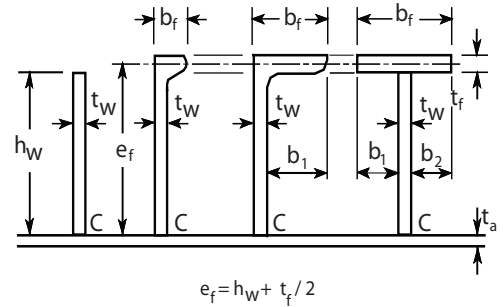 b_f b_f b_f
t_W t_W t_W t_W t_f
h_W e_f b_1 b_1 b_2
C C C C t_a
e_f = h_W + t_f / 2